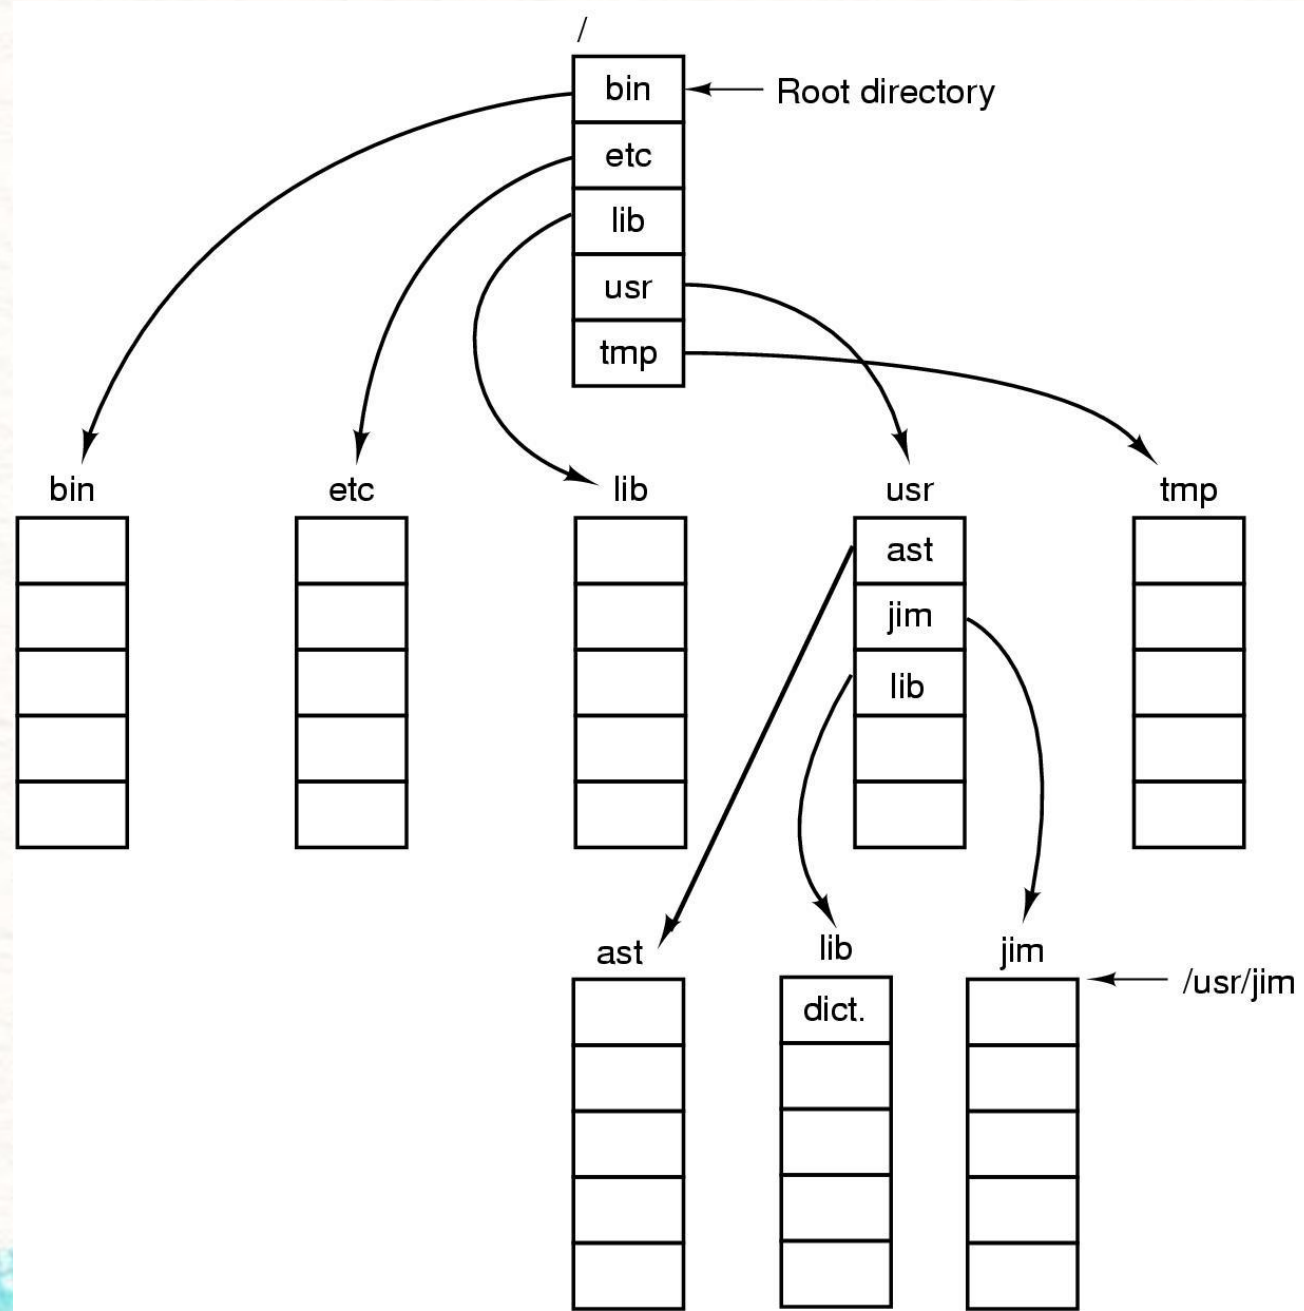 /
bin
Root directory
etc
lib
usr
tmp
bin
etc
lib
usr
tmp
ast
jim
lib
ast
lib
jim
/usr/jim
dict.